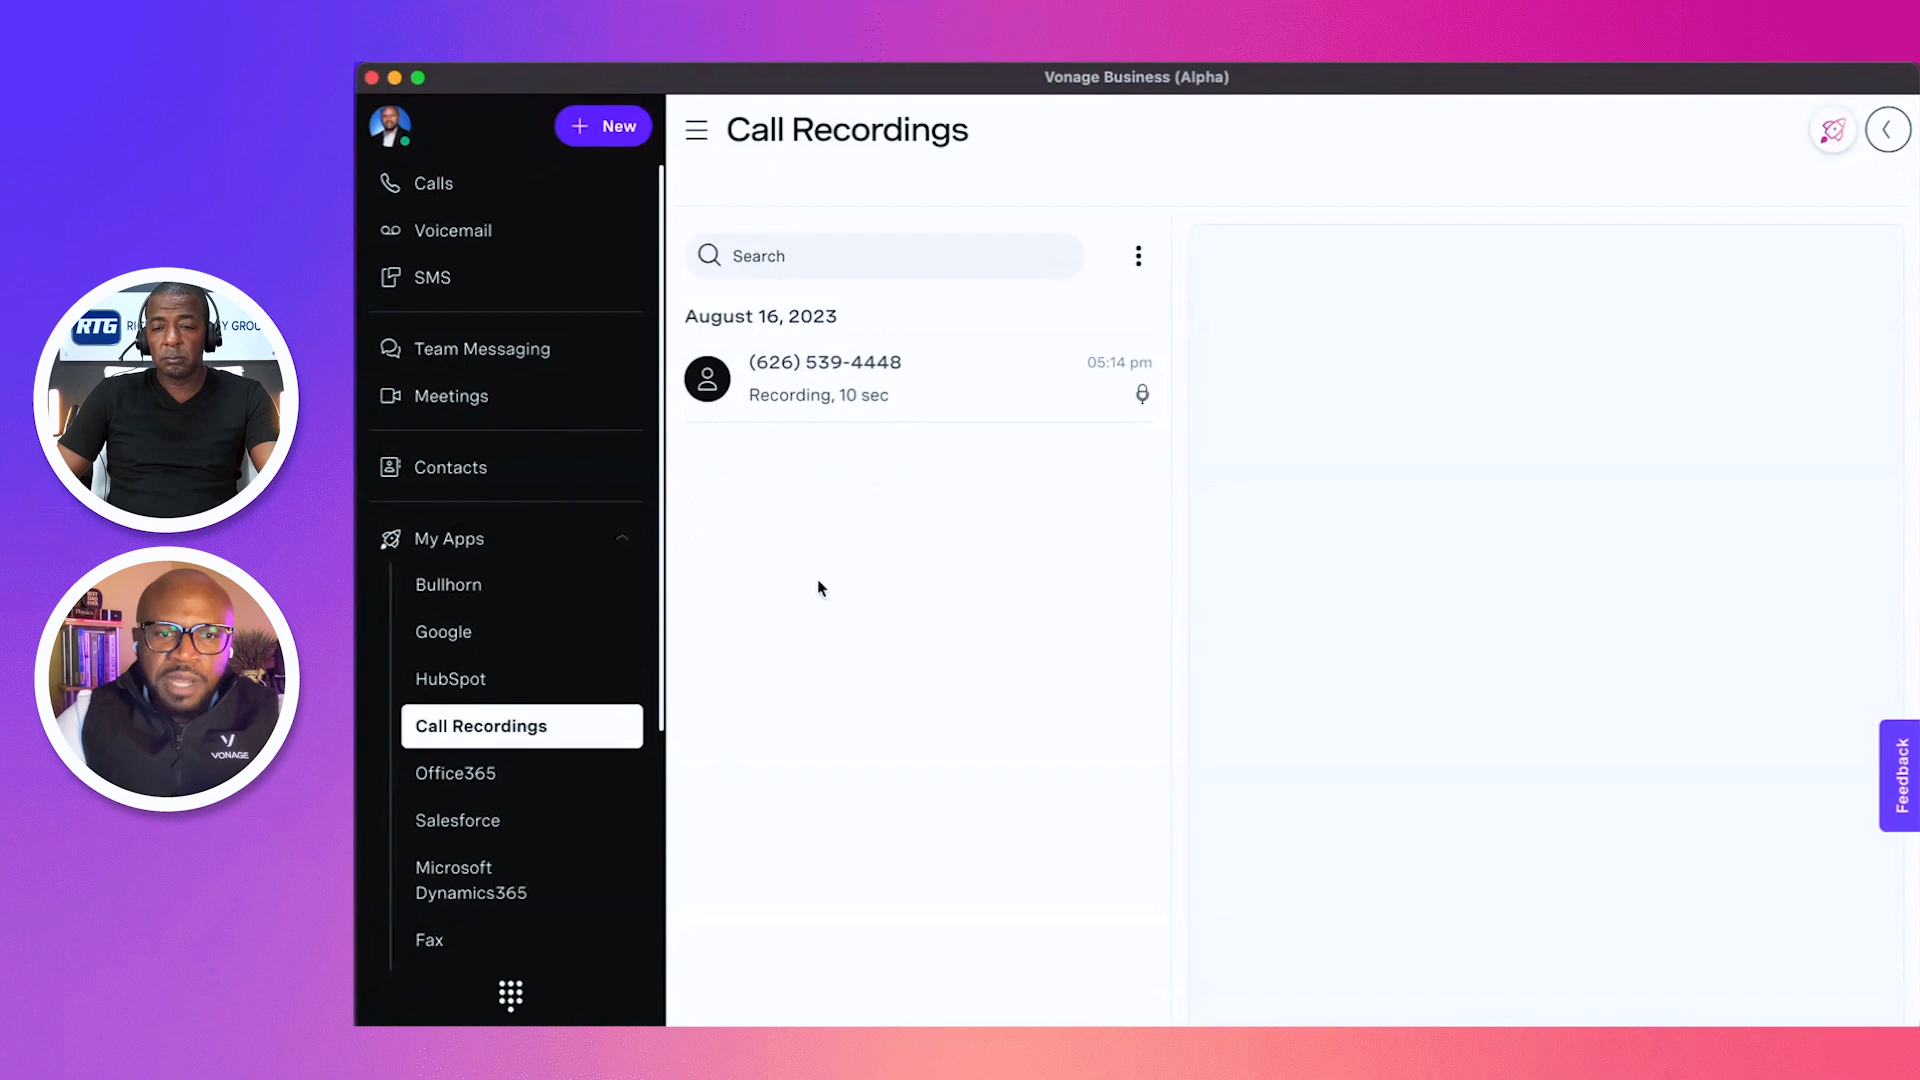 Vonage Business (Alpha)
New
Call Recordings
Calls
Voicemail
SMS
Search
August 16, 2023
(626) 539-4448
05:14 pm
Recording, 10 sec
Team Messaging
Meetings
Contacts
My Apps
Bullhorn
Google
HubSpot
Call Recordings
Office365
Salesforce
Microsoft
Dynamics365
Fax
Feedback
RTG
VONAGE